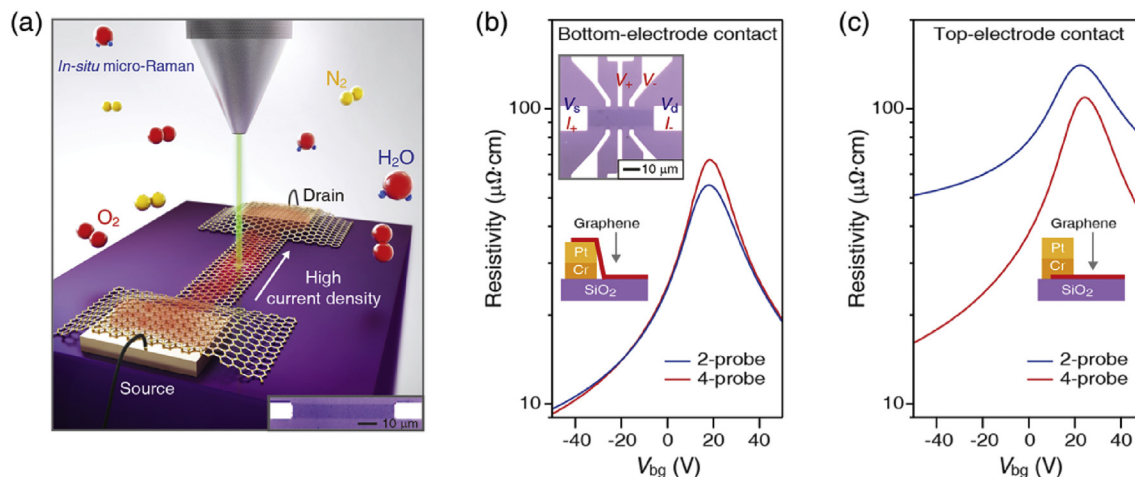 (a)
In-situ micro-Raman
N2
H2O
O2
Drain
High
current density
Source
10 μm
(b)
Bottom-electrode contact
V+
V-
Vs
Vd
I+
I-
10 μm
Resistivity (μΩ·cm)
100
10
Graphene
Pt
Cr
SiO2
2-probe
4-probe
-40
-20
0
20
40
Vbg (V)
(c)
Top-electrode contact
Resistivity (μΩ·cm)
100
10
Graphene
Pt
Cr
SiO2
2-probe
4-probe
-40
-20
0
20
40
Vbg (V)